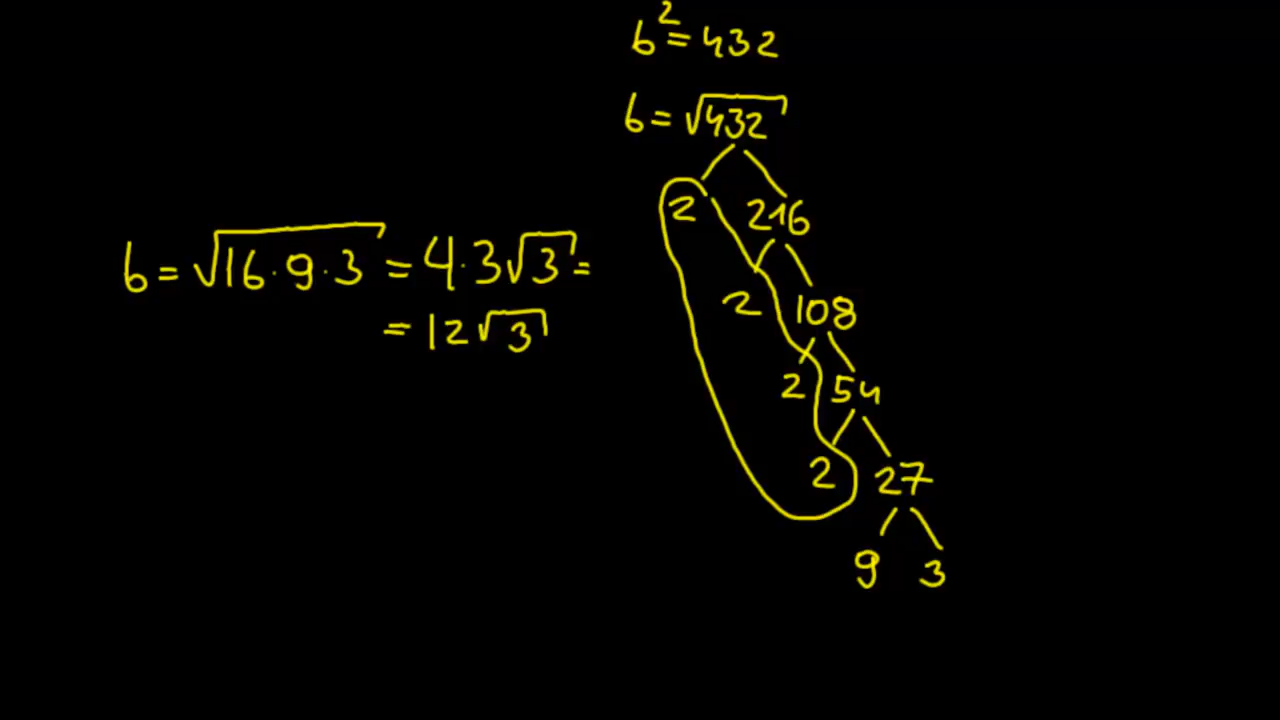 b² = 432
b = √432
2 216
b = √16·9·3 = 4·3√3 =
2 108
= 12√3
2 54
2 27
9 3